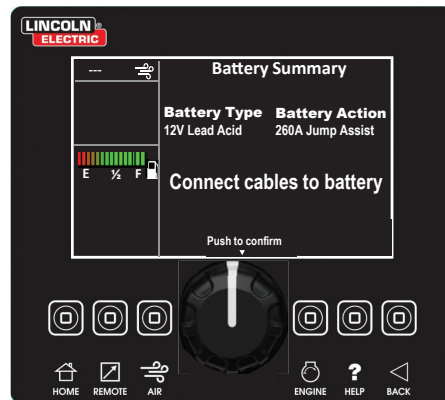 LINCOLN ®
ELECTRIC
---
Battery Summary
Battery Type Battery Action
12V Lead Acid 260A Jump Assist
E ½ F
Connect cables to battery
Push to confirm
HOME REMOTE AIR ENGINE ? HELP BACK